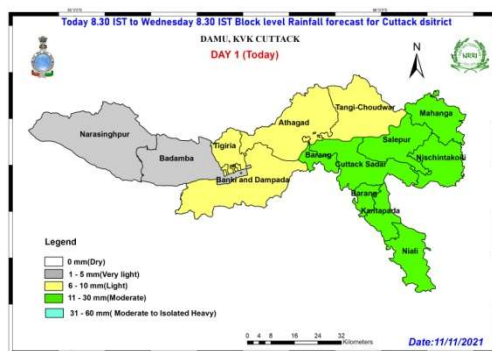 Today 8.30 IST to Wednesday 8.30 IST Block level Rainfall forecast for Cuttack dsitrict
DAMU, KVK CUTTACK
DAY 1 (Today)
N
NRRI
Tangi-Choudwar
Mahanga
Athagad
Narasinghpur
Salepur
Tigiria
Badamba
Barang
Nischintakoili
Cuttack Sadar
Banki and Dampada
Barang
Kantapada
Niali
Legend
0 mm(Dry)
1 - 5 mm(Very light)
6 - 10 mm(Light)
11 - 30 mm(Moderate)
31 - 60 mm( Moderate to Isolated Heavy)
0 4 8 16 24 32
Kilometers
Date:11/11/2021